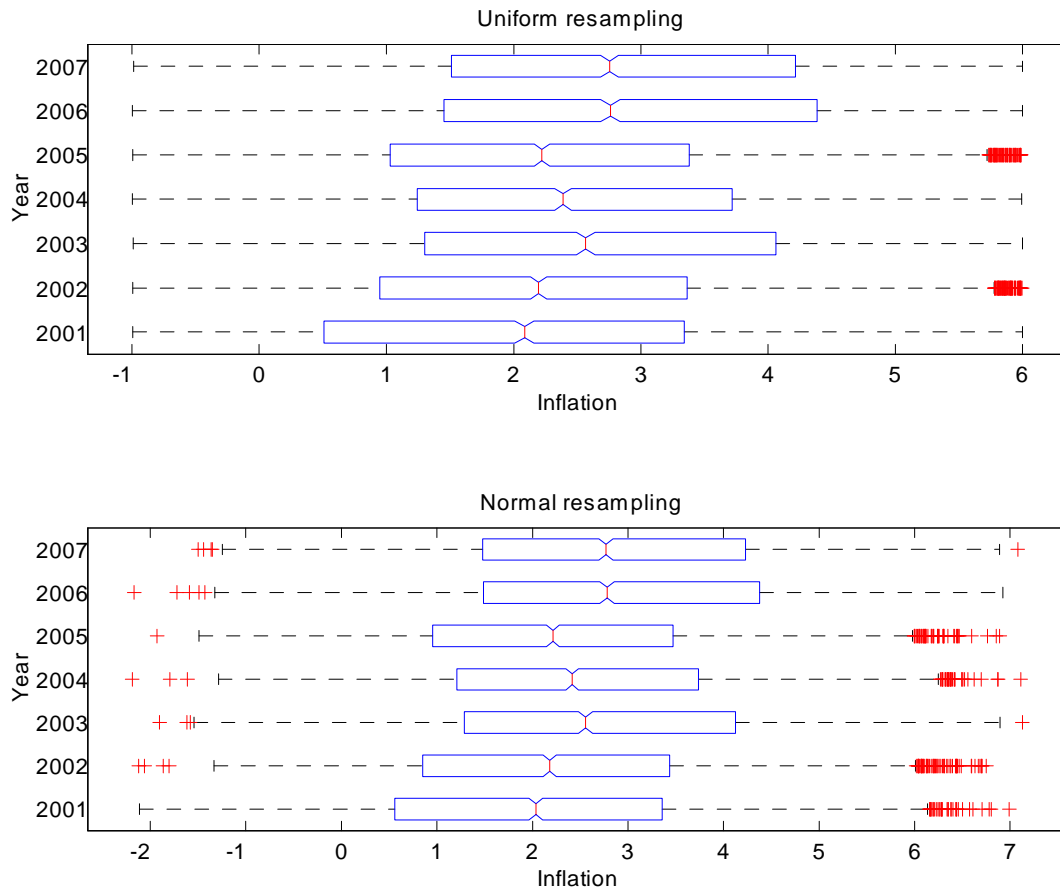 Uniform resampling
2007
2006
2005
2004
2003
2002
2001
Year
-1 0 1 2 3 4 5 6
Inflation
Normal resampling
2007
2006
2005
2004
2003
2002
2001
Year
-2 -1 0 1 2 3 4 5 6 7
Inflation